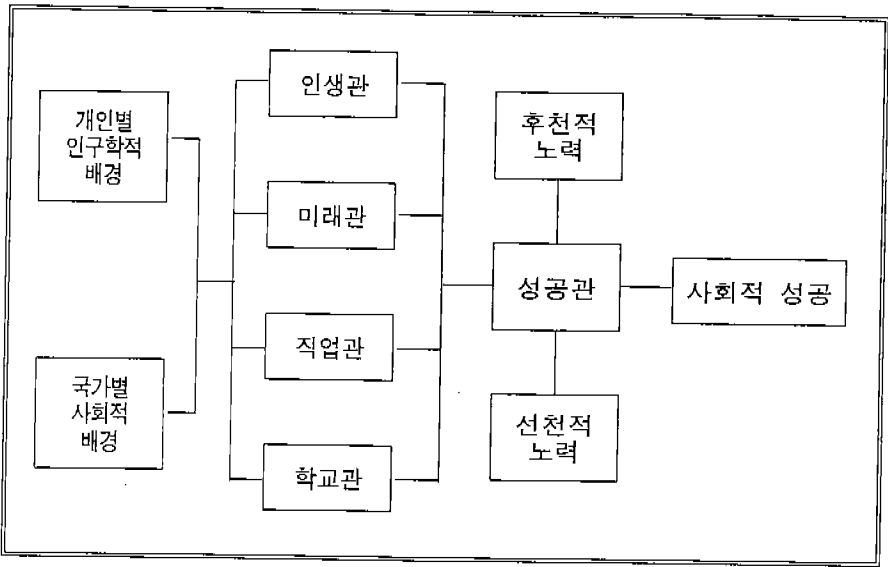 개인별
인구학적
배경
국가별
사회적
배경
인생관
미래관
직업관
학교관
후천적
노력
성공관
선천적
노력
사회적 성공